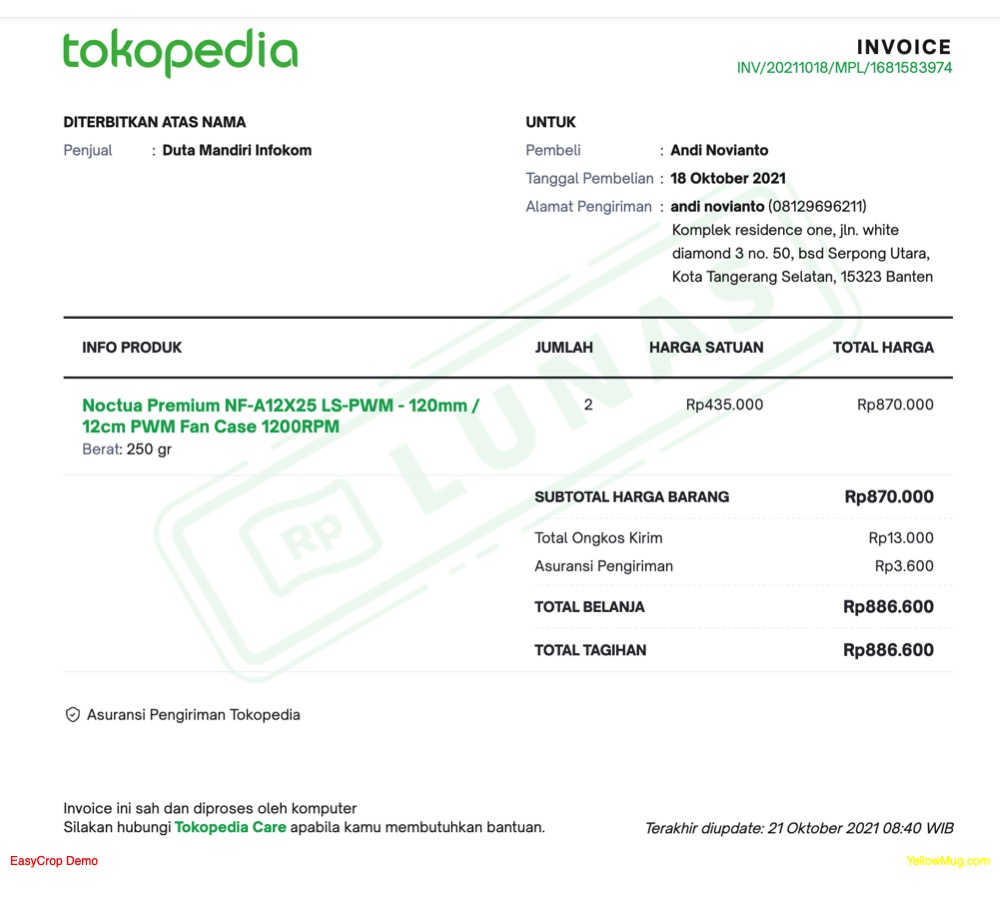 tokopedia
INVOICE
INV/20211018/MPL/1681583974
DITERBITKAN ATAS NAMA
Penjual : Duta Mandiri Infokom
UNTUK
Pembeli : Andi Novianto
Tanggal Pembelian : 18 Oktober 2021
Alamat Pengiriman : andi novianto (08129696211)
Komplek residence one, jln. white
diamond 3 no. 50, bsd Serpong Utara,
Kota Tangerang Selatan, 15323 Banten
INFO PRODUK JUMLAH HARGA SATUAN TOTAL HARGA
Noctua Premium NF-A12X25 LS-PWM - 120mm / 2 Rp435.000 Rp870.000
12cm PWM Fan Case 1200RPM
Berat: 250 gr
Rp LUNAS
SUBTOTAL HARGA BARANG Rp870.000
Total Ongkos Kirim Rp13.000
Asuransi Pengiriman Rp3.600
TOTAL BELANJA Rp886.600
TOTAL TAGIHAN Rp886.600
Asuransi Pengiriman Tokopedia
Invoice ini sah dan diproses oleh komputer
Silakan hubungi Tokopedia Care apabila kamu membutuhkan bantuan.
Terakhir diupdate: 21 Oktober 2021 08:40 WIB
EasyCrop Demo
YellowMug.com